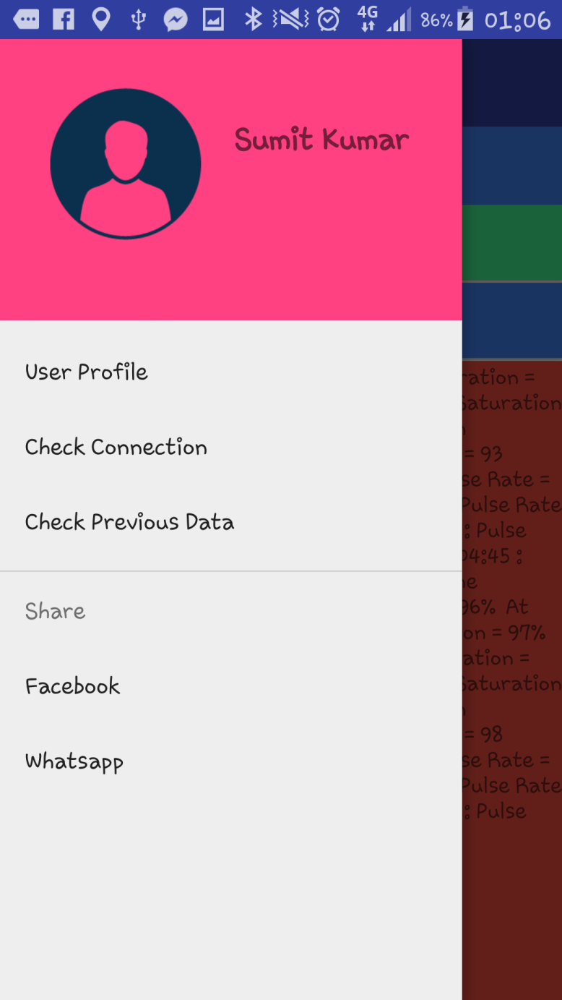 4G
86%
01:06
Sumit Kumar
User Profile
Check Connection
Check Previous Data
Share
Facebook
Whatsapp
ration =
Saturation
= 93
se Rate =
Pulse Rate
: Pulse
04:45 :
96% At
on = 97%
ation =
Saturation
= 98
se Rate =
Pulse Rate
: Pulse